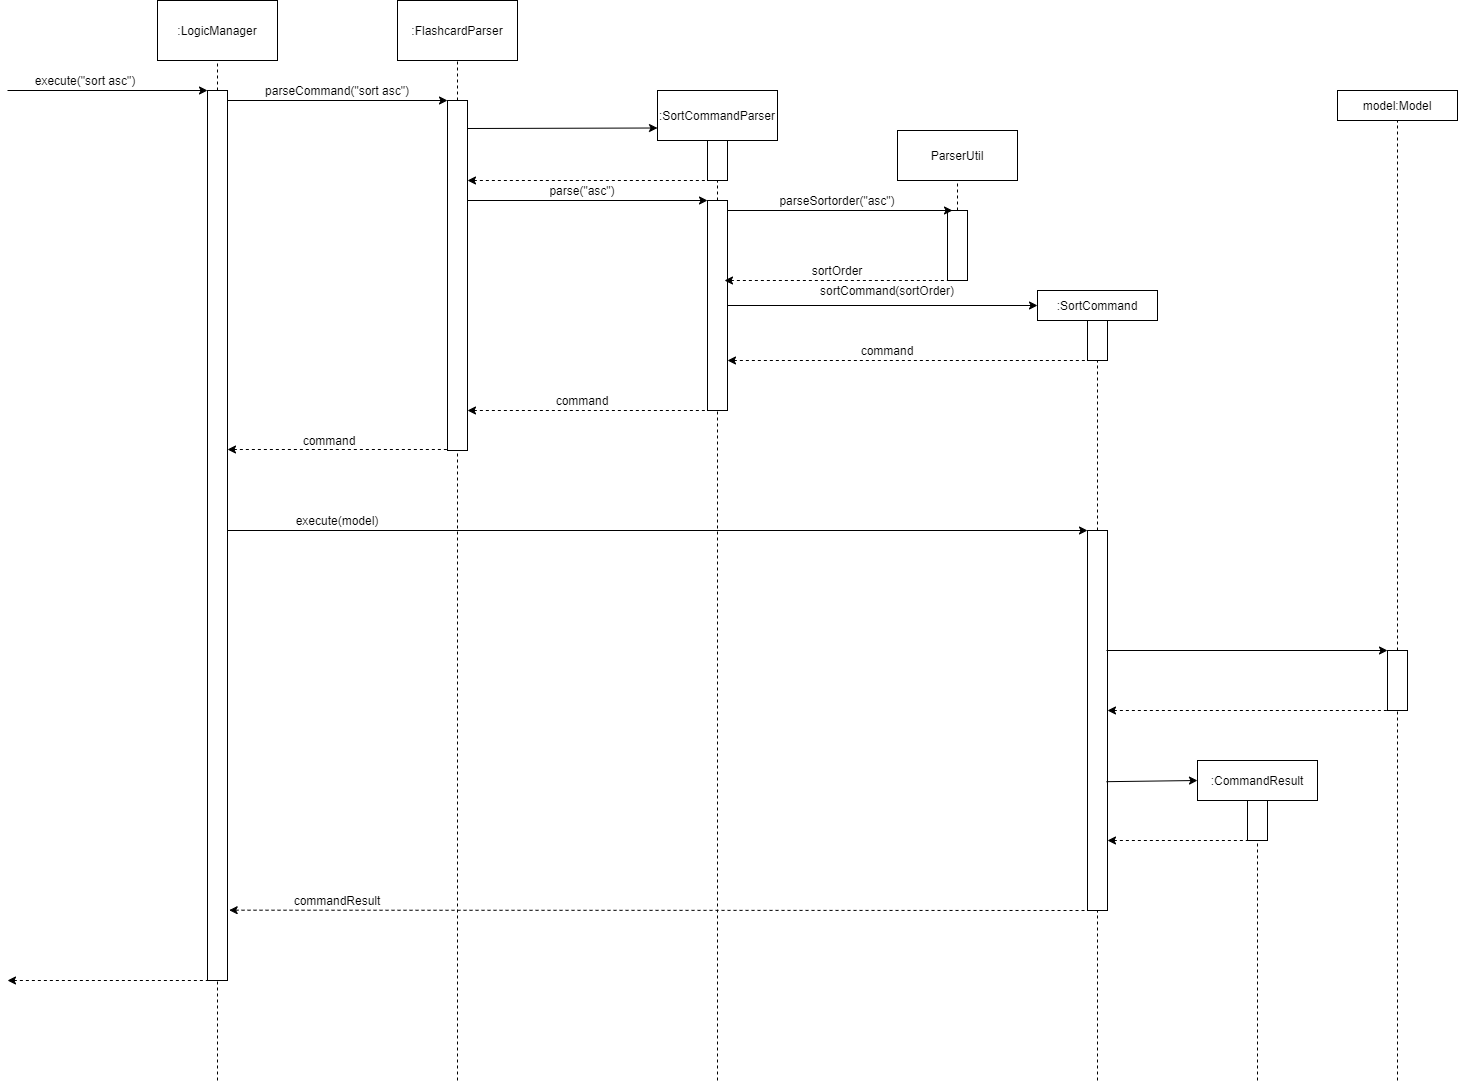 :LogicManager
:FlashcardParser
execute("sort asc")
parseCommand("sort asc")
:SortCommandParser
model:Model
ParserUtil
parse("asc")
parseSortorder("asc")
sortOrder
sortCommand(sortOrder)
:SortCommand
command
command
command
execute(model)
:CommandResult
commandResult